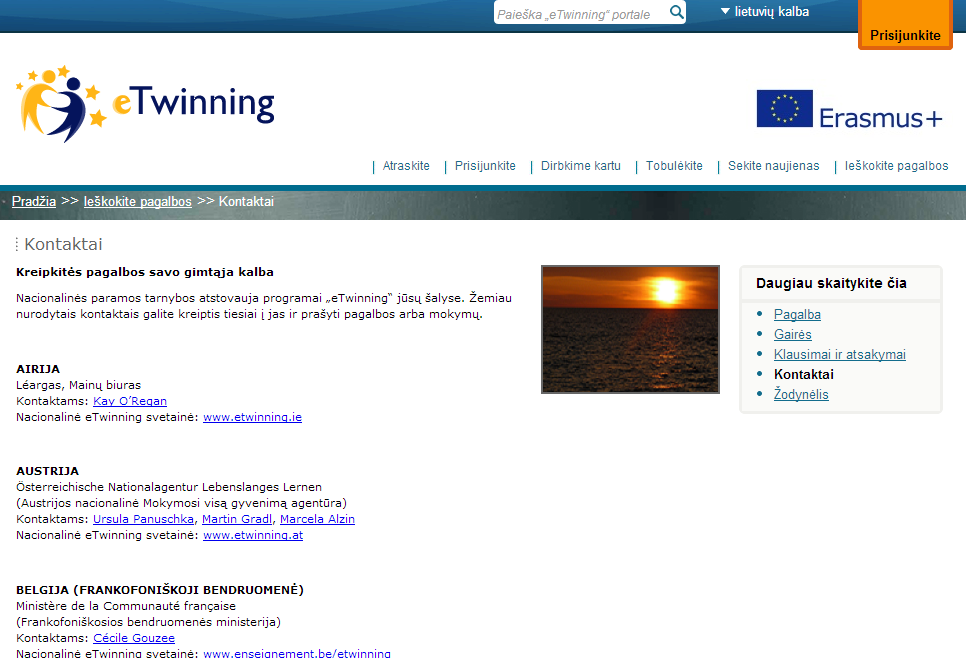 Paieška „eTwinning“ portale
lietuvių kalba
Prisijunkite
eTwinning
Erasmus+
| Atraskite | Prisijunkite | Dirbkime kartu | Tobulėkite | Sekite naujienas | Ieškokite pagalbos
Pradžia >> Ieškokite pagalbos >> Kontaktai
Kontaktai
Kreipkitės pagalbos savo gimtąja kalba
Nacionalinės paramos tarnybos atstovauja programai „eTwinning“ jūsų šalyse. Žemiau
nurodytais kontaktais galite kreiptis tiesiai į jas ir prašyti pagalbos arba mokymų.
AIRIJA
Léargas, Mainų biuras
Kontaktams: Kay O’Regan
Nacionalinė eTwinning svetainė: www.etwinning.ie
AUSTRIJA
Österreichische Nationalagentur Lebenslanges Lernen
(Austrijos nacionalinė Mokymosi visą gyvenimą agentūra)
Kontaktams: Ursula Panuschka, Martin Gradl, Marcela Alzin
Nacionalinė eTwinning svetainė: www.etwinning.at
BELGIJA (FRANKOFONIŠKOJI BENDRUOMENĖ)
Ministère de la Communauté française
(Frankofoniškosios bendruomenės ministerija)
Kontaktams: Cécile Gouzee
Nacionalinė eTwinning svetainė: www.enseignement.be/etwinning
Daugiau skaitykite čia
Pagalba
Gairės
Klausimai ir atsakymai
Kontaktai
Žodynėlis